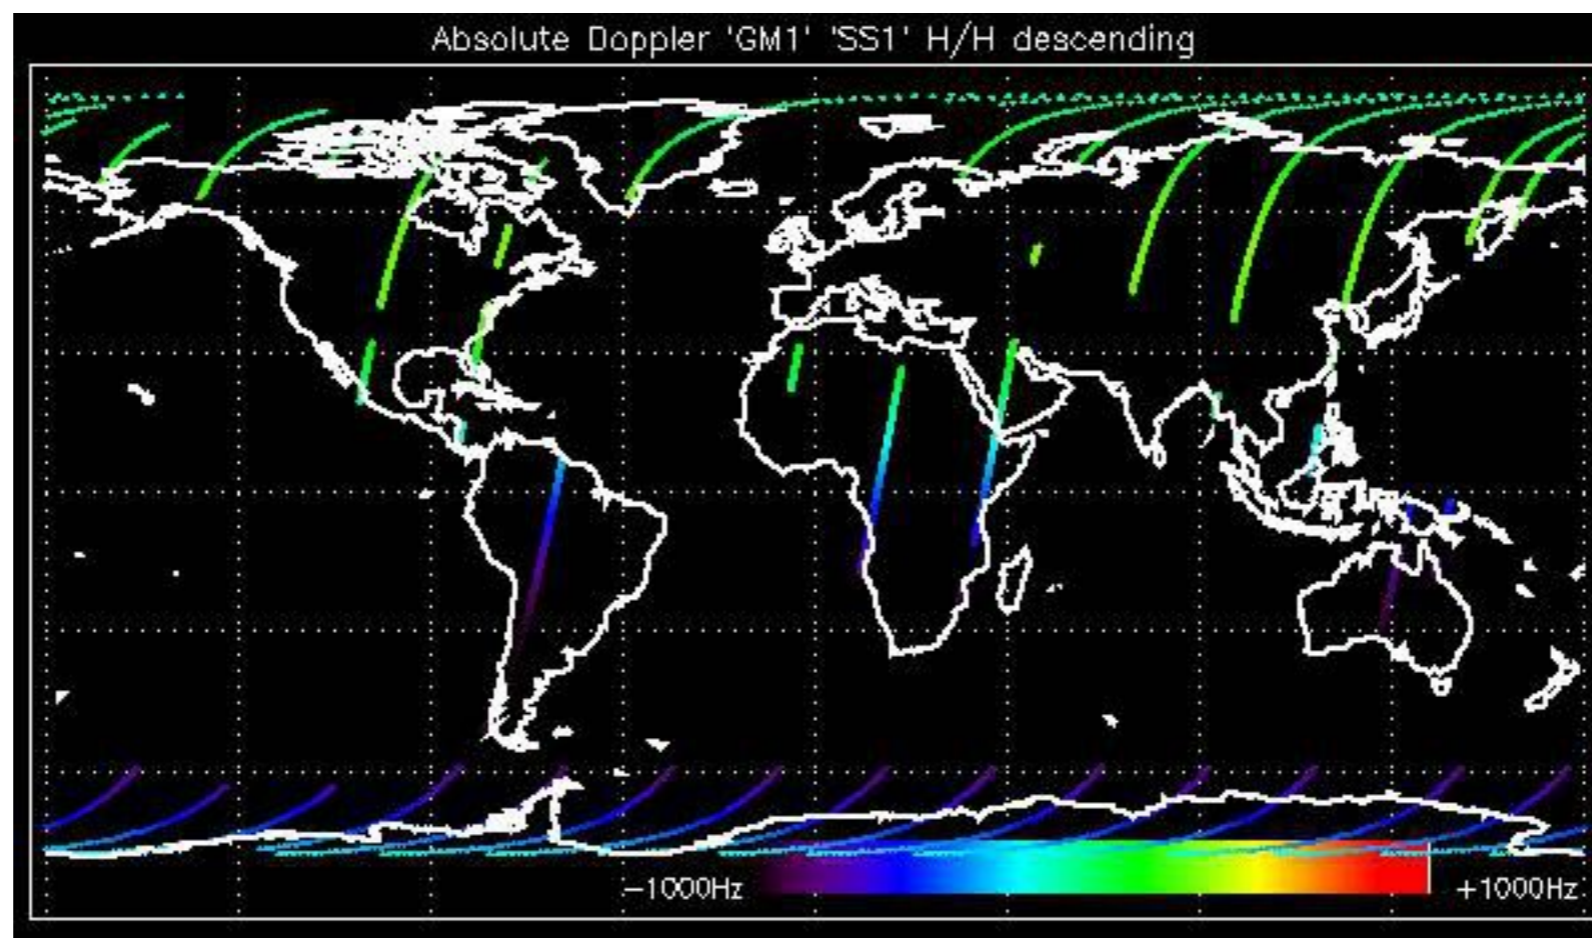 Absolute Doppler 'GM1' 'SS1' H/H descending
-1000Hz
+1000Hz